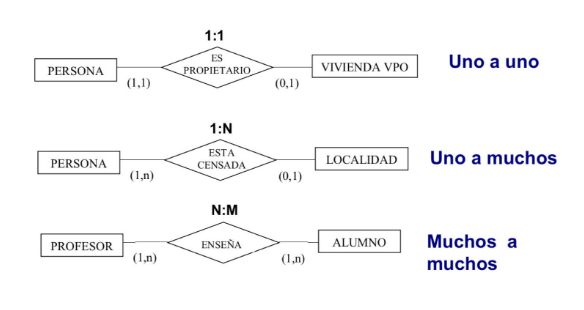 1:1
PERSONA
(1,1)
ES
PROPIETARIO
(0,1)
VIVIENDA VPO
Uno a uno
1:N
PERSONA
(1,n)
ESTA
CENSADA
(0,1)
LOCALIDAD
Uno a muchos
N:M
PROFESOR
(1,n)
ENSEÑA
(1,n)
ALUMNO
Muchos a
muchos